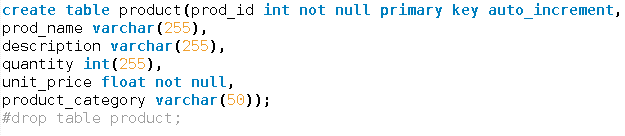 create table product(prod_id int not null primary key auto_increment,
prod_name varchar(255),
description varchar(255),
quantity int(255),
unit_price float not null,
product_category varchar(50));
#drop table product;